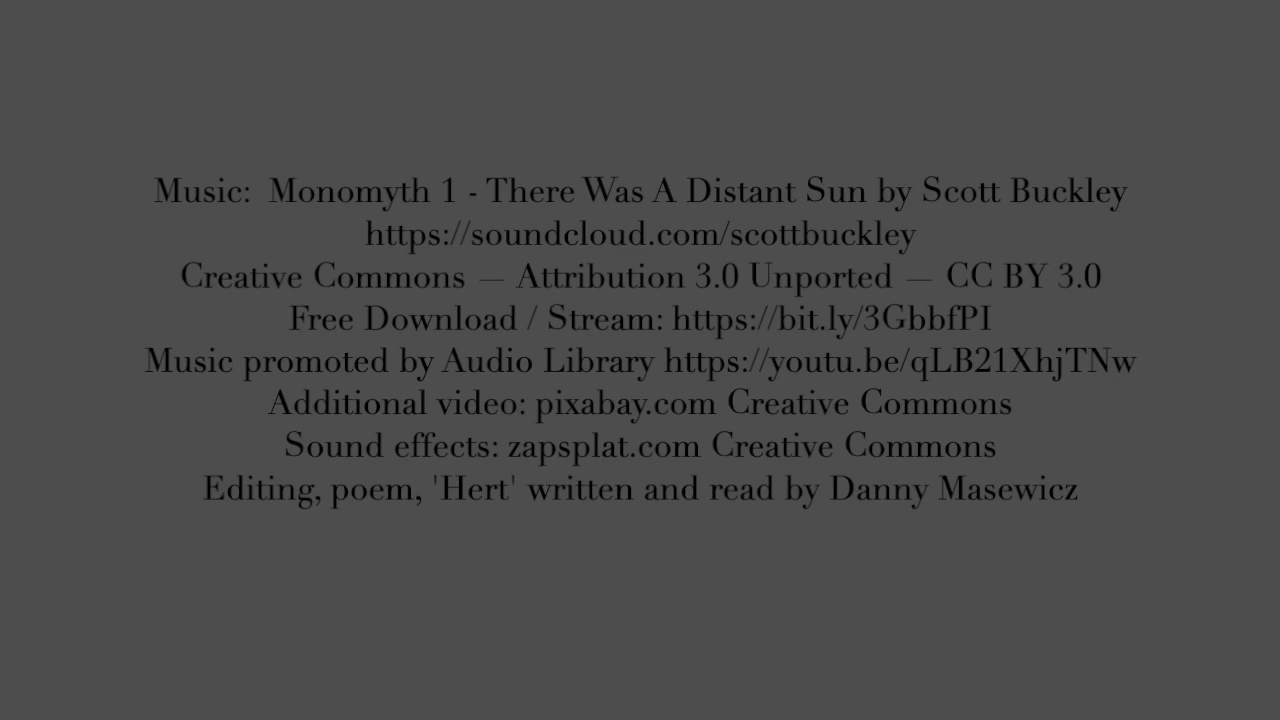 Music:  Monomyth 1 - There Was A Distant Sun by Scott Buckley
https://soundcloud.com/scottbuckley
Creative Commons — Attribution 3.0 Unported — CC BY 3.0
Free Download / Stream: https://bit.ly/3GbbfPI
Music promoted by Audio Library https://youtu.be/qLB21XhjTNw
Additional video: pixabay.com Creative Commons
Sound effects: zapsplat.com Creative Commons
Editing, poem, 'Hert' written and read by Danny Masewicz